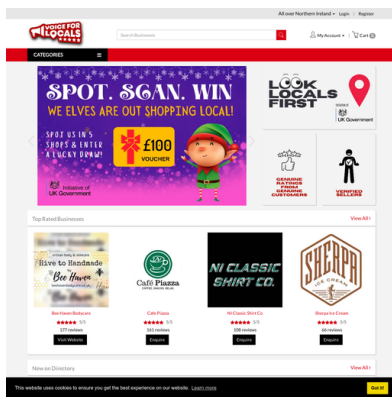 All over Northern Ireland
Login | Register
VOICE FOR
LOCALS
Search Businesses
My Account
Cart 0
CATEGORIES
SPOT. SCAN. WIN
WE ELVES ARE OUT SHOPPING LOCAL!
SPOT US IN 5
SHOPS & ENTER
A LUCKY DRAW!
£100
VOUCHER
Initiative of
UK Government
LOOK
LOCALS
FIRST
UK Government
GENUINE
RATINGS
FROM
GENUINE
CUSTOMERS
VERIFIED
SELLERS
Top Rated Businesses
View All
Hive to Handmade
Bee Haven
Café Piazza
NI CLASSIC
SHIRT CO.
SHERPA
ICE CREAM
Bee Haven Bodycare
Cafe Piazza
NI Classic Shirt Co
Sherpa Ice Cream
5/5
5/5
5/5
5/5
177 reviews
161 reviews
108 reviews
66 reviews
Visit Website
Enquire
Enquire
Enquire
New on Directory
View All
This website uses cookies to ensure you get the best experience on our website. Learn more
Got it!